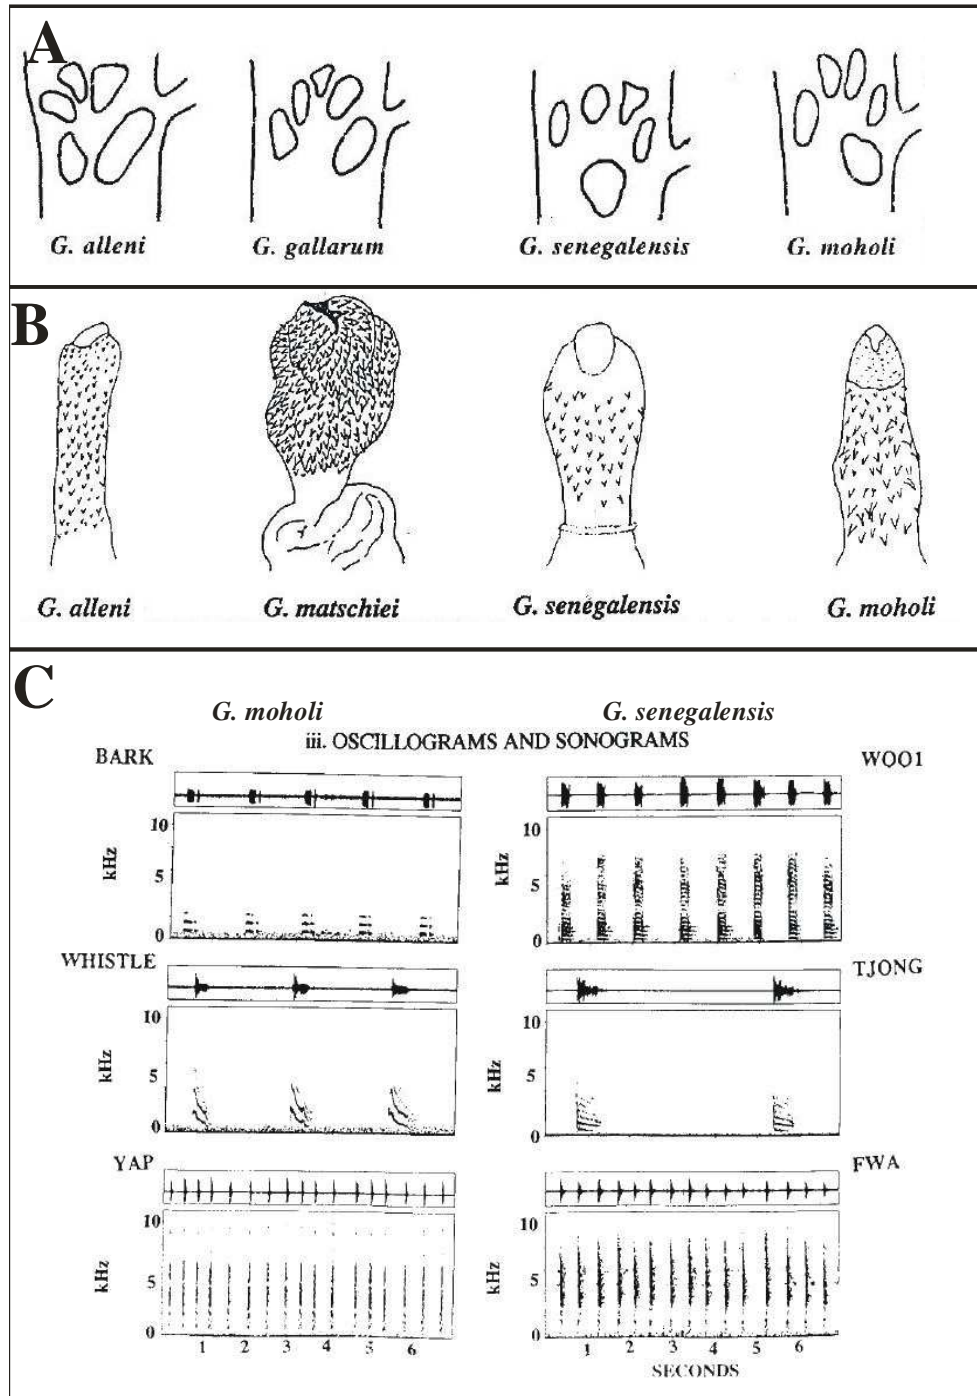 A
G. alleni G. gallarum G. senegalensis G. moholi
B
G. alleni G. matschiei G. senegalensis G. moholi
C
G. moholi G. senegalensis
iii. OSCILLOGRAMS AND SONOGRAMS
BARK WOO1
10 10
kHz kHz
5 5
0 0
WHISTLE TJONG
10 10
kHz kHz
5 5
0 0
YAP FWA
10 10
kHz kHz
5 5
0 0
1 2 3 4 5 6 1 2 3 4 5 6
SECONDS